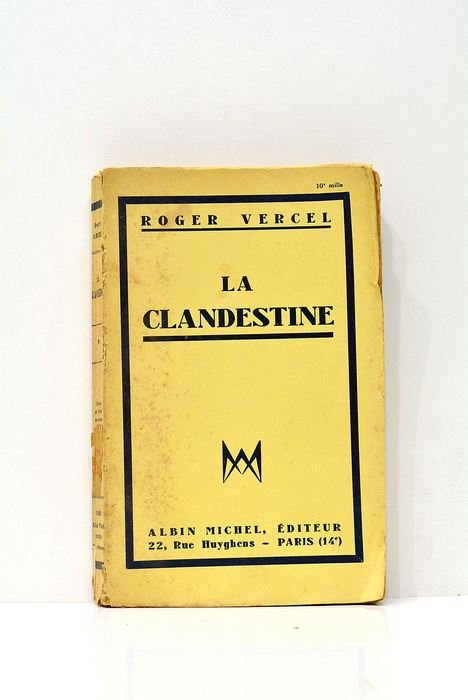 10e mille
ROGER VERCEL
LA
CLANDESTINE
ALBIN MICHEL, ÉDITEUR
22, Rue Huyghens — PARIS (14e)